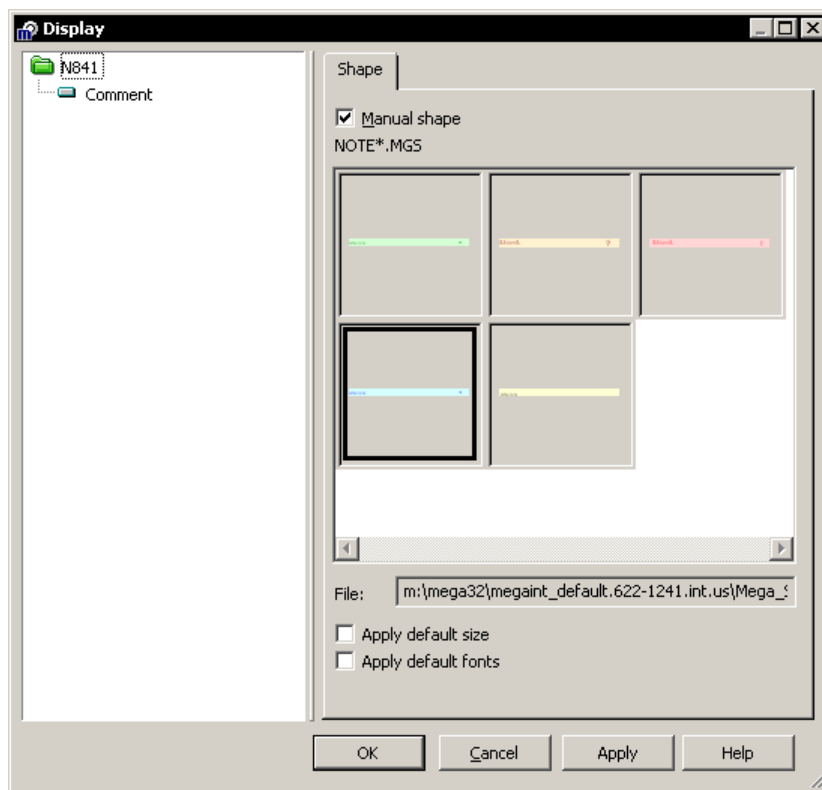 Display
N841
Comment
Shape
Manual shape
NOTE*.MGS
File: m:\mega32\megaint_default.622-1241.int.us\Mega_
Apply default size
Apply default fonts
OK Cancel Apply Help